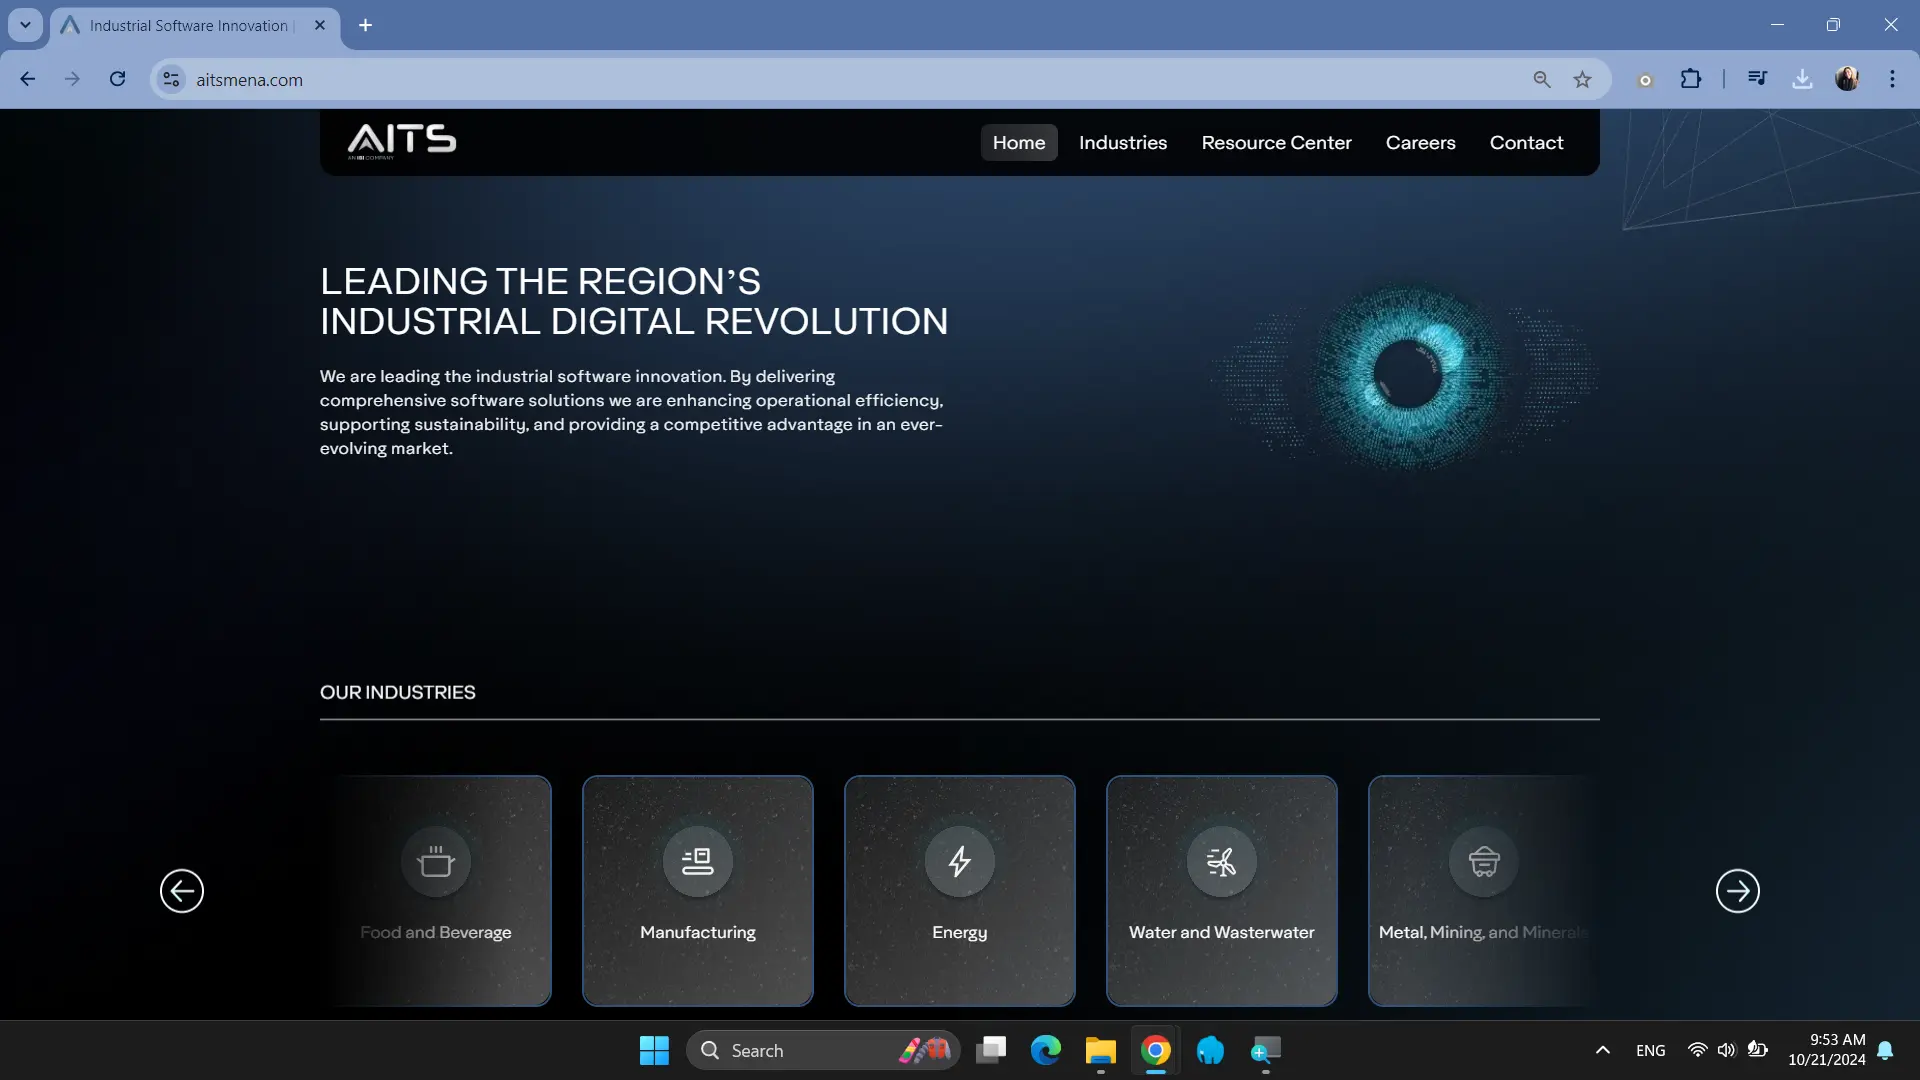 Industrial Software Innovation |
aitsmena.com
AITS
AN ISI COMPANY
Home
Industries
Resource Center
Careers
Contact
LEADING THE REGION’S
INDUSTRIAL DIGITAL REVOLUTION
We are leading the industrial software innovation. By delivering
comprehensive software solutions we are enhancing operational efficiency,
supporting sustainability, and providing a competitive advantage in an ever-
evolving market.
OUR INDUSTRIES
Food and Beverage
Manufacturing
Energy
Water and Wasterwater
Metal, Mining, and Minerals
Search
ENG
9:53 AM
10/21/2024